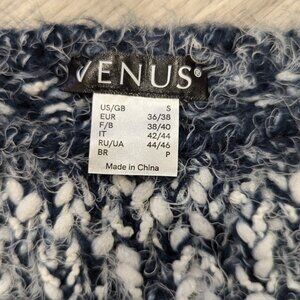 VENUS®
US/GB S
EUR 36/38
F/B 38/40
IT 42/44
RU/UA 44/46
BR P
Made in China